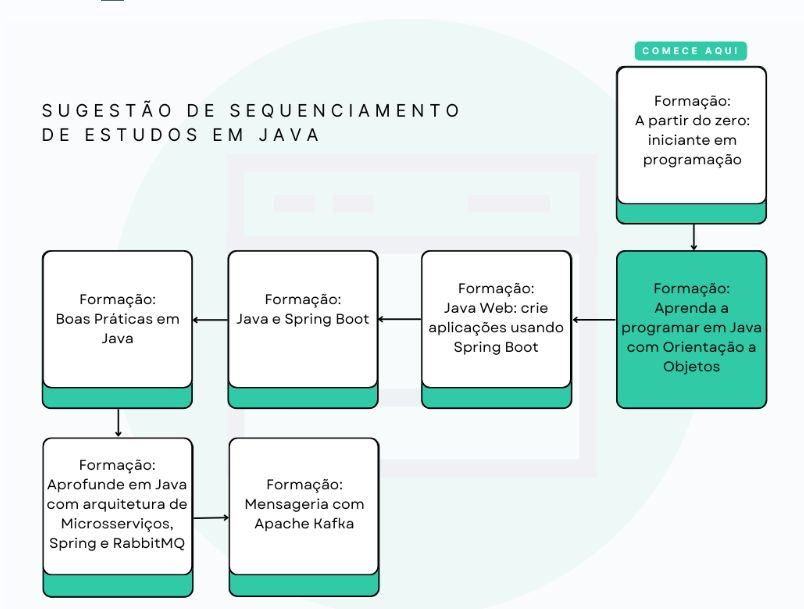 COMECE AQUI
SUGESTÃO DE SEQUENCIAMENTO
DE ESTUDOS EM JAVA
Formação:
A partir do zero:
iniciante em
programação
Formação:
Aprenda a
programar em Java
com Orientação a
Objetos
Formação:
Java Web: crie
aplicações usando
Spring Boot
Formação:
Java e Spring Boot
Formação:
Boas Práticas em
Java
Formação:
Aprofunde em Java
com arquitetura de
Microsserviços,
Spring e RabbitMQ
Formação:
Mensageria com
Apache Kafka